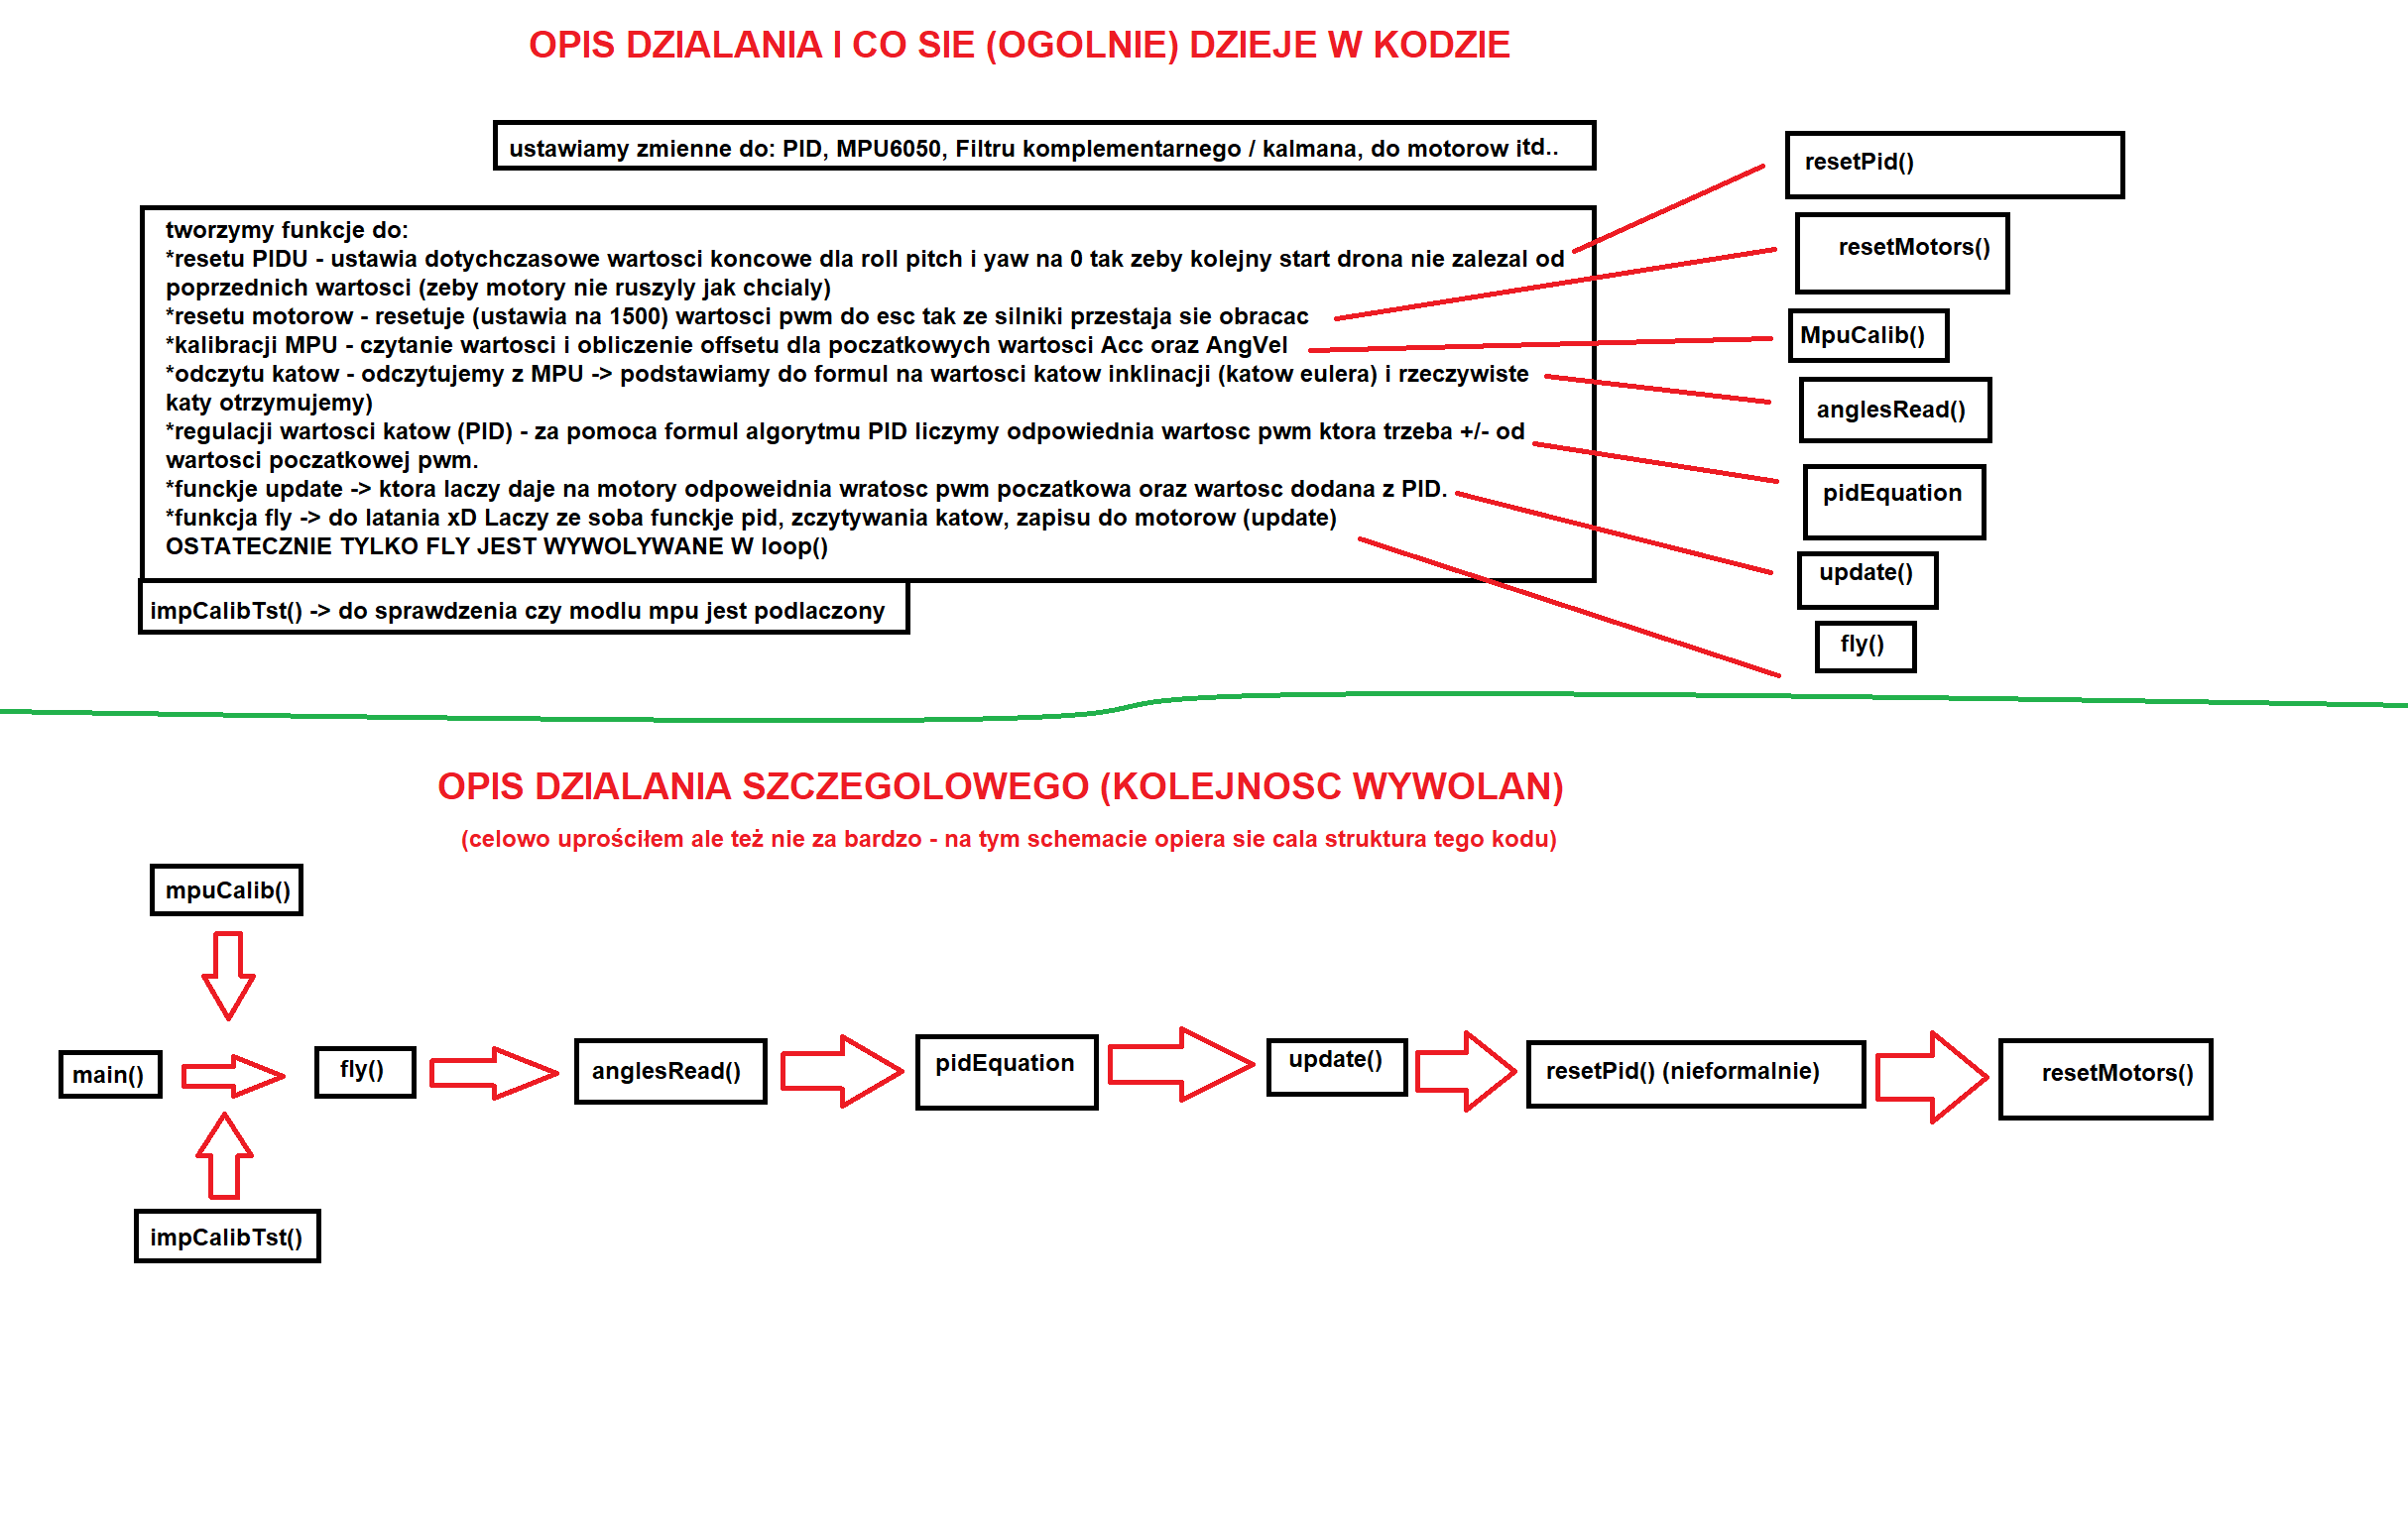 OPIS DZIALANIA I CO SIE (OGOLNIE) DZIEJE W KODZIE
ustawiamy zmienne do: PID, MPU6050, Filtru komplementarnego / kalmana, do motorow itd..
tworzymy funkcje do:
*resetu PIDU - ustawia dotychczasowe wartosci koncowe dla roll pitch i yaw na 0 tak zeby kolejny start drona nie zalezal od
poprzednich wartosci (zeby motory nie ruszyly jak chcialy)
*resetu motorow - resetuje (ustawia na 1500) wartosci pwm do esc tak ze silniki przestaja sie obracac
*kalibracji MPU - czytanie wartosci i obliczenie offsetu dla poczatkowych wartosci Acc oraz AngVel
*odczytu katow - odczytujemy z MPU -> podstawiamy do formul na wartosci katow inklinacji (katow eulera) i rzeczywiste
katy otrzymujemy)
*regulacji wartosci katow (PID) - za pomoca formul algorytmu PID liczymy odpowiednia wartosc pwm ktora trzeba +/- od
wartosci poczatkowej pwm.
*funckje update -> ktora laczy daje na motory odpoweidnia wratosc pwm poczatkowa oraz wartosc dodana z PID.
*funkcja fly -> do latania xD Laczy ze soba funckje pid, zczytywania katow, zapisu do motorow (update)
OSTATECZNIE TYLKO FLY JEST WYWOLYWANE W loop()
impCalibTst() -> do sprawdzenia czy modlu mpu jest podlaczony
resetPid()
resetMotors()
MpuCalib()
anglesRead()
pidEquation
update()
fly()
OPIS DZIALANIA SZCZEGOLOWEGO (KOLEJNOSC WYWOLAN)
(celowo uprościłem ale też nie za bardzo - na tym schemacie opiera sie cala struktura tego kodu)
mpuCalib()
main()
fly()
anglesRead()
pidEquation
update()
resetPid() (nieformalnie)
resetMotors()
impCalibTst()